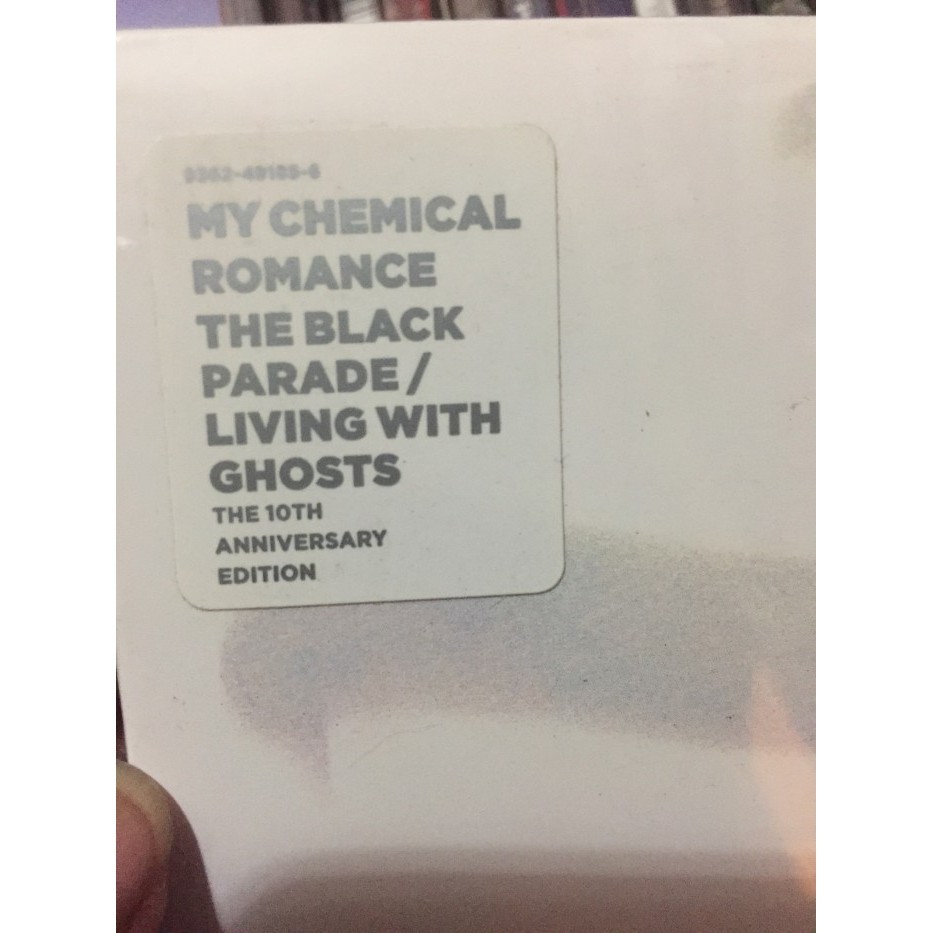 MY CHEMICAL
ROMANCE
THE BLACK
PARADE/
LIVING WITH
GHOSTS
THE 10TH
ANNIVERSARY
EDITION